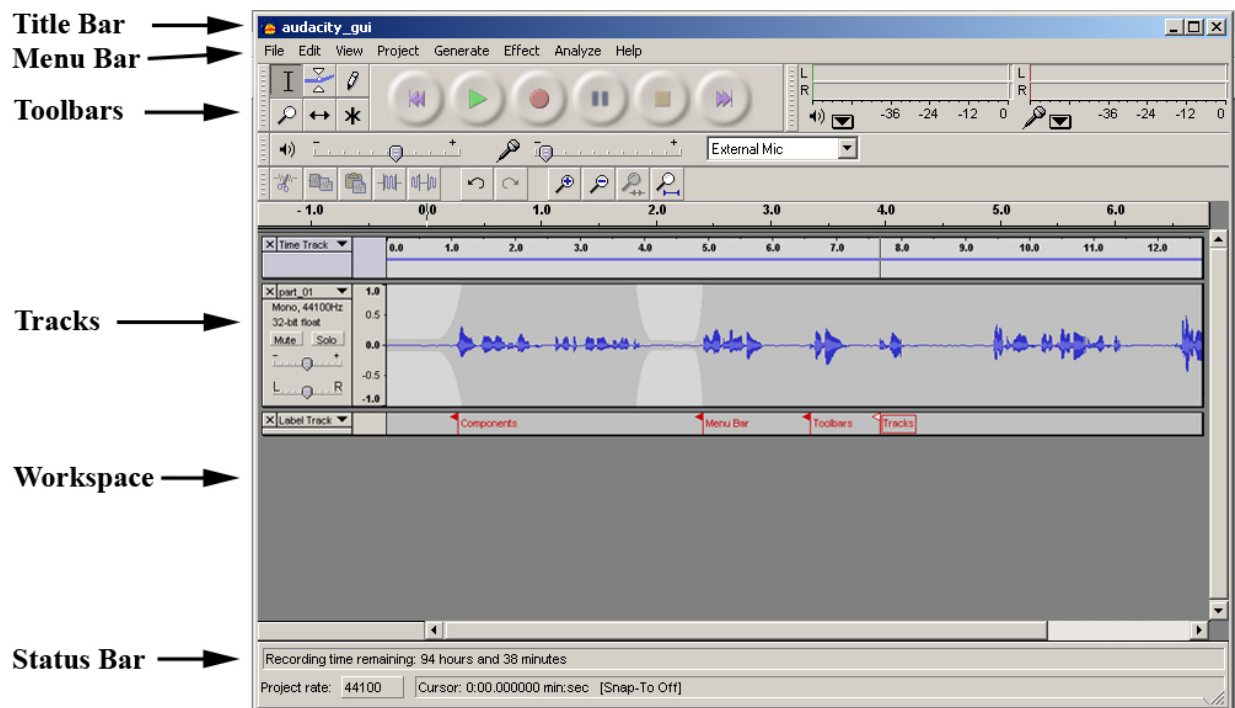 Title Bar
audacity_gui
Menu Bar
File Edit View Project Generate Effect Analyze Help
Toolbars
L
R
-36 -24 -12 0
L
R
-36 -24 -12 0
- + - + External Mic
- 1.0 0.0 1.0 2.0 3.0 4.0 5.0 6.0
Time Track
0.0 1.0 2.0 3.0 4.0 5.0 6.0 7.0 8.0 9.0 10.0 11.0 12.0
Tracks
part_01
Mono, 44100Hz
32-bit float
Mute Solo
- +
L R
1.0
0.5
0.0
-0.5
-1.0
Label Track
Components Menu Bar Toolbars Tracks
Workspace
Status Bar
Recording time remaining: 94 hours and 38 minutes
Project rate: 44100 Cursor: 0:00.000000 min:sec [Snap-To Off]